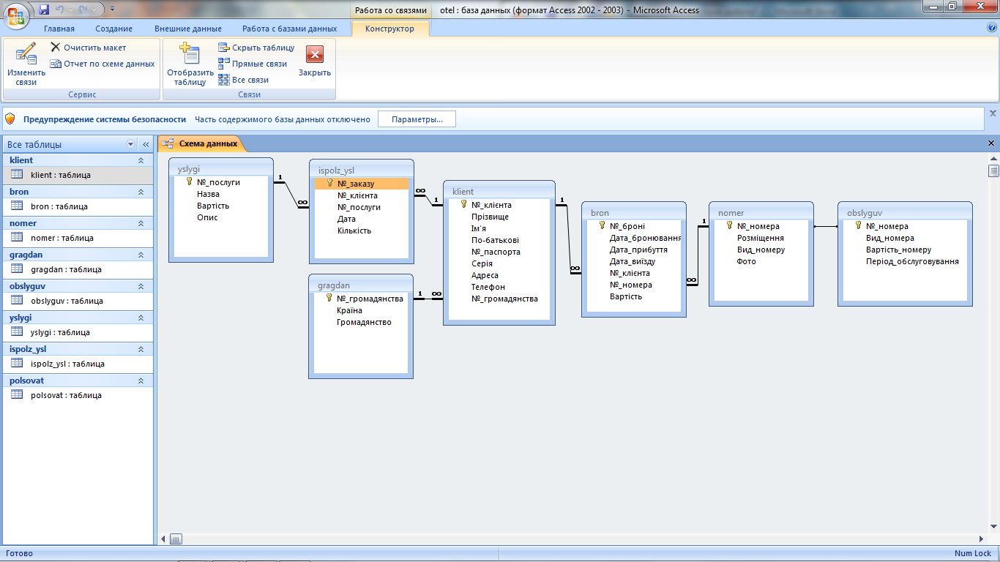 Работа со связями
otel : база данных (формат Access 2002 - 2003) - Microsoft Access
Главная
Создание
Внешние данные
Работа с базами данных
Конструктор
Изменить связи
Очистить макет
Отчет по схеме данных
Сервис
Отобразить таблицу
Скрыть таблицу
Прямые связи
Все связи
Закрыть
Связи
Предупреждение системы безопасности
Часть содержимого базы данных отключено
Параметры...
Все таблицы
klient
klient : таблица
bron
bron : таблица
nomer
nomer : таблица
gragdan
gragdan : таблица
obslyguv
obslyguv : таблица
yslygi
yslygi : таблица
ispolz_ysl
ispolz_ysl : таблица
polsovat
polsovat : таблица
Схема данных
yslygi
№_послуги
Назва
Вартість
Опис
1
∞
ispolz_ysl
№_заказу
№_клієнта
№_послуги
Дата
Кількість
∞
1
gragdan
№_громадянства
Країна
Громадянство
1
∞
klient
№_клієнта
Прізвище
Ім'я
По-батькові
№_паспорта
Серія
Адреса
Телефон
№_громадянства
1
∞
bron
№_броні
Дата_бронювання
Дата_прибуття
Дата_виїзду
№_клієнта
№_номера
Вартість
∞
1
nomer
№_номера
Розміщення
Вид_номеру
Фото
obslyguv
№_номера
Вид_номера
Вартість_номеру
Період_обслуговування
Готово
Num Lock